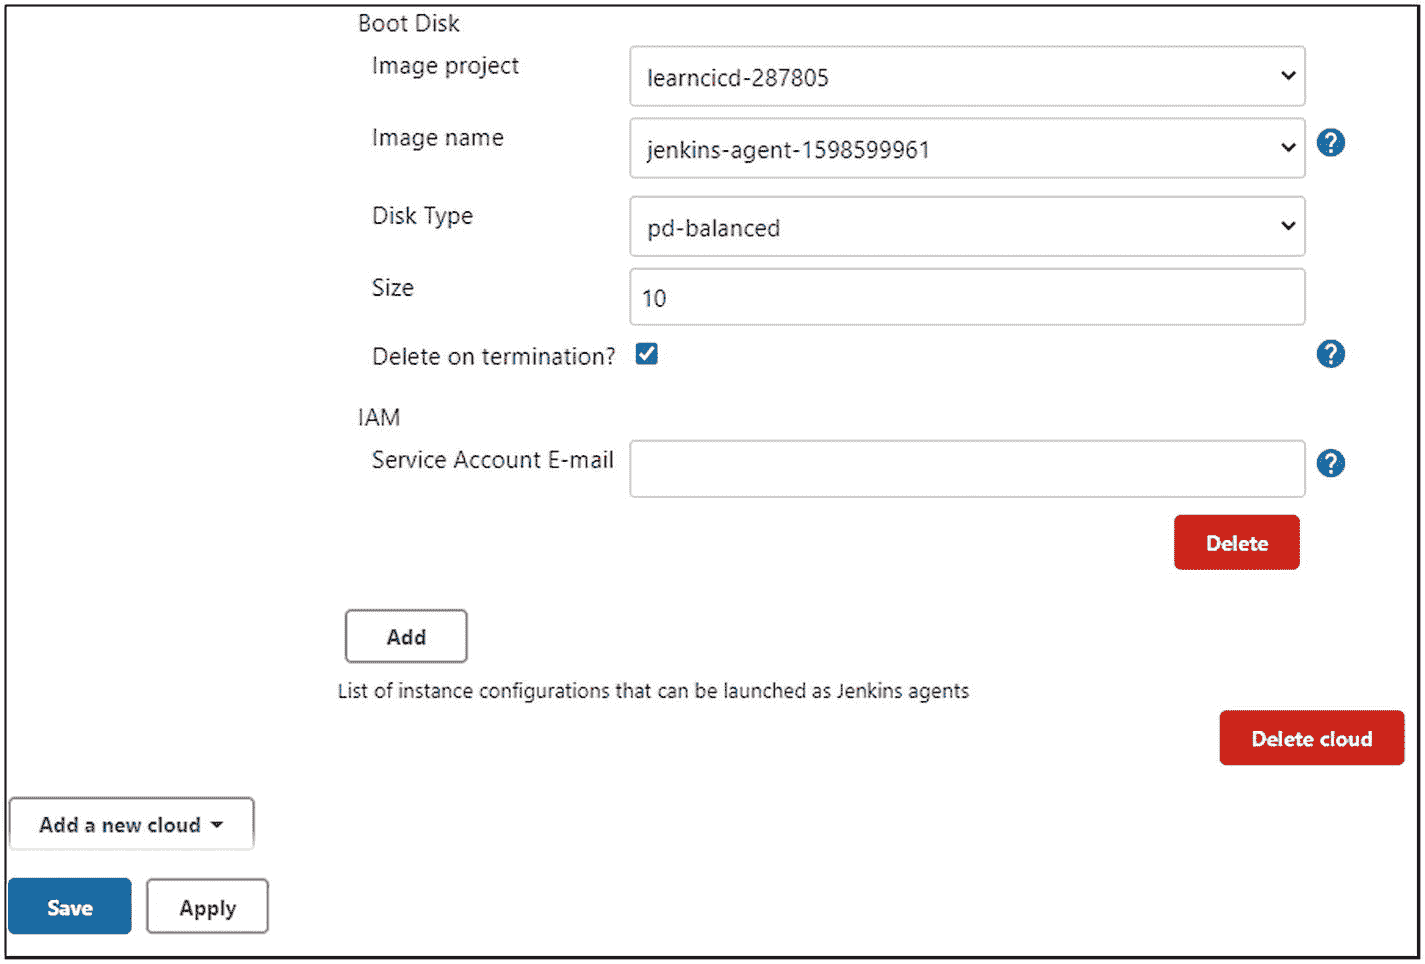 Boot Disk
Image project
learncicd-287805
Image name
jenkins-agent-1598599961
?
Disk Type
pd-balanced
Size
10
Delete on termination?
?
IAM
Service Account E-mail
?
Delete
Add
List of instance configurations that can be launched as Jenkins agents
Delete cloud
Add a new cloud
Save
Apply